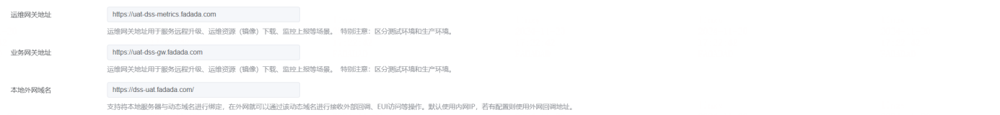 运维网关地址
https://uat-dss-metrics.fadada.com
运维网关地址用于服务远程升级、运维资源（镜像）下载、监控上报等场景。 特别注意：区分测试环境和生产环境。
业务网关地址
https://uat-dss-gw.fadada.com
运维网关地址用于服务远程升级、运维资源（镜像）下载、监控上报等场景。 特别注意：区分测试环境和生产环境。
本地外网域名
https://dss-uat.fadada.com/
支持将本地服务器与动态域名进行绑定，在外网就可以通过该动态域名进行接收外部回调、EUI访问等操作。默认使用内网IP，若有配置则使用外网回调地址。